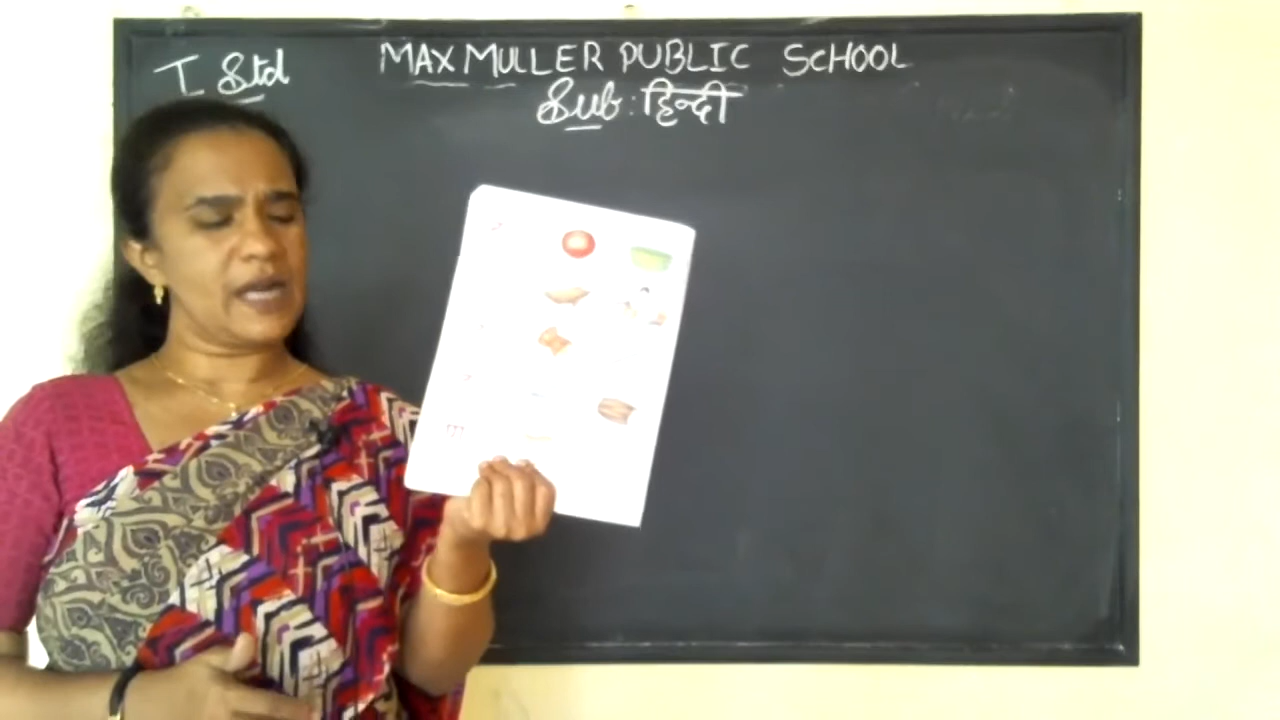 I Std
MAX MULLER PUBLIC SCHOOL
Sub : हिन्दी